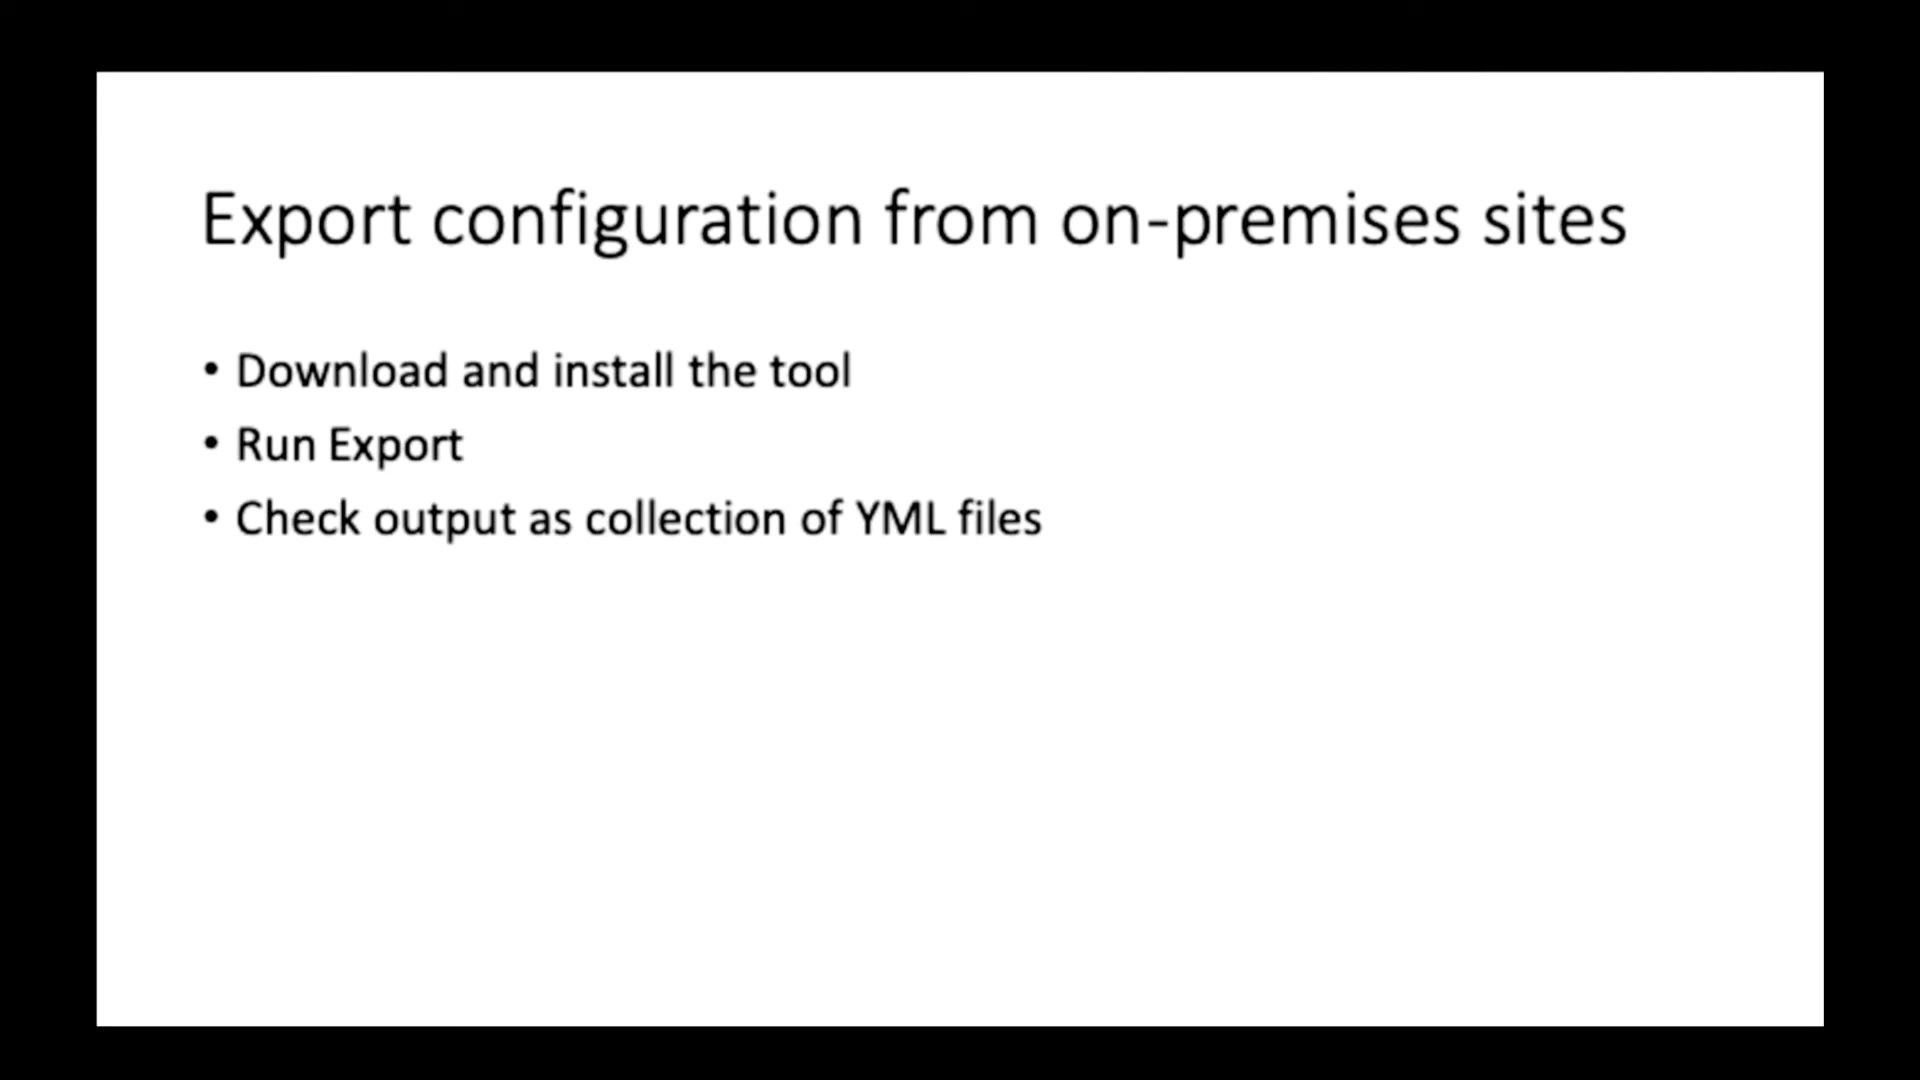 Export configuration from on-premises sites
• Download and install the tool
• Run Export
• Check output as collection of YML files